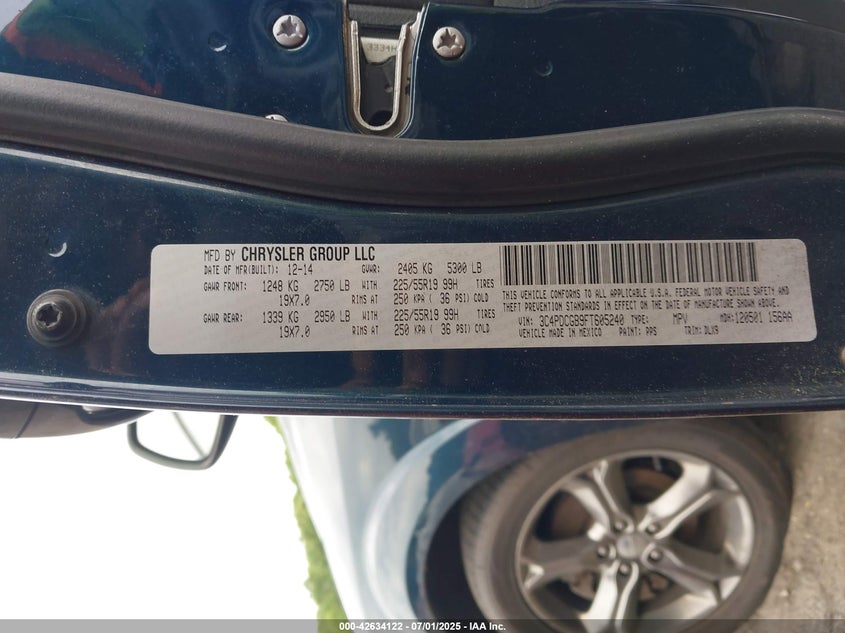 3334H
MFD BY CHRYSLER GROUP LLC
DATE OF MFR(BUILT): 12-14 GVWR: 2405 KG 5300 LB
GAWR FRONT: 1248 KG 2750 LB WITH 225/55R19 99H TIRES
19X7.0 RIMS AT 250 KPA ( 36 PSI) COLD
GAWR REAR: 1339 KG 2950 LB WITH 225/55R19 99H TIRES
19X7.0 RIMS AT 250 KPA ( 36 PSI) COLD
THIS VEHICLE CONFORMS TO ALL APPLICABLE U.S.A. FEDERAL MOTOR VEHICLE SAFETY AND
THEFT PREVENTION STANDARDS IN EFFECT ON THE DATE OF MANUFACTURE SHOWN ABOVE.
VIN: 3C4PDCGB9FT605240 TYPE: MPV MDH: 120501 156AA
VEHICLE MADE IN MEXICO PAINT: PPS TRIM: DLV9
000-42634122 - 07/01/2025 - IAA Inc.